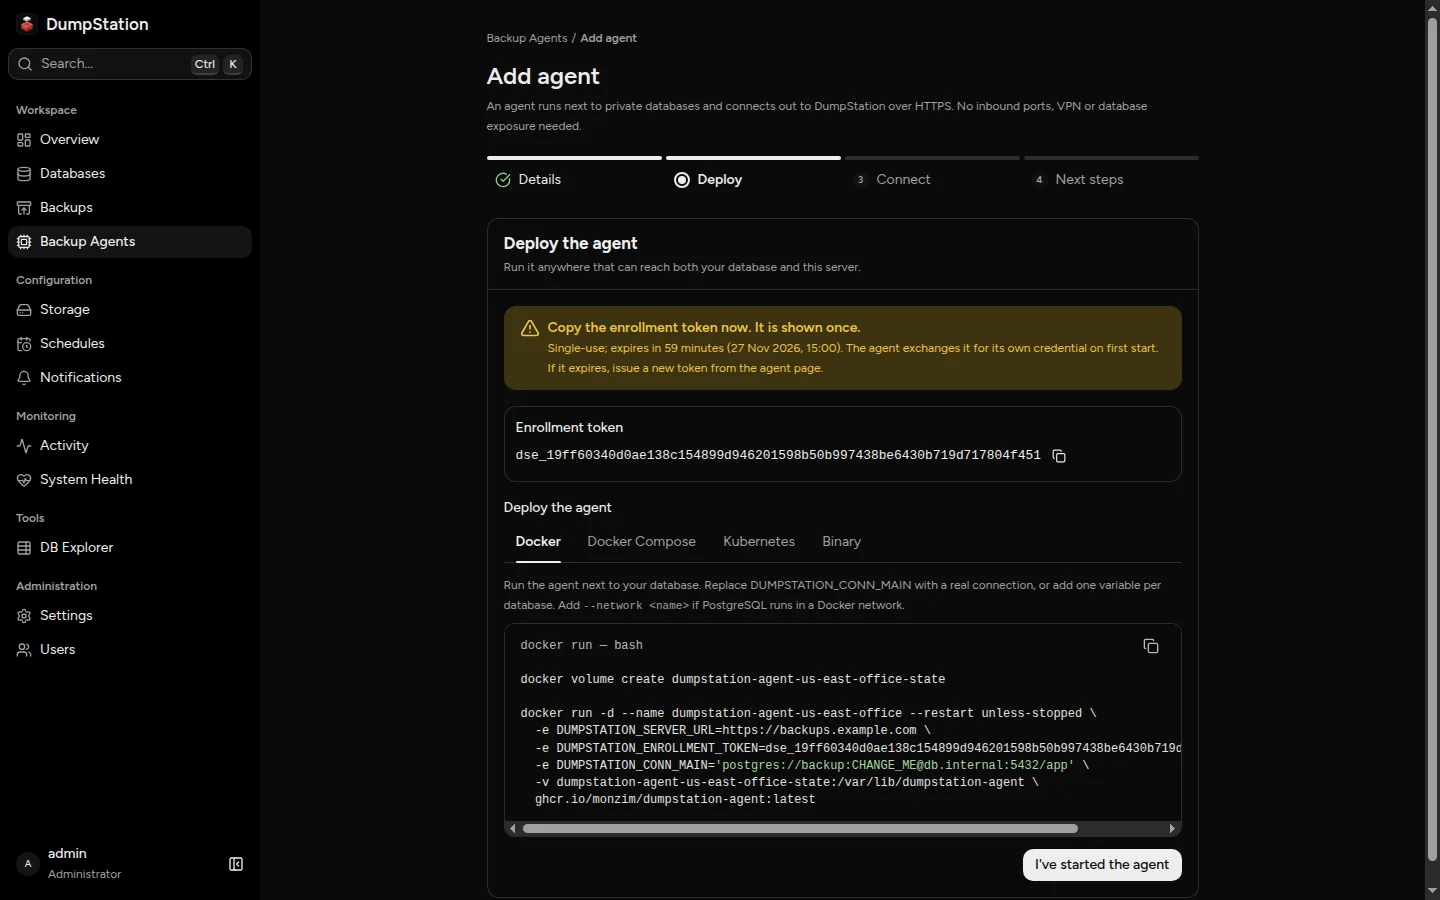 DumpStation
Search...
Ctrl K
Workspace
Overview
Databases
Backups
Backup Agents
Configuration
Storage
Schedules
Notifications
Monitoring
Activity
System Health
Tools
DB Explorer
Administration
Settings
Users
A
admin
Administrator
Backup Agents / Add agent
Add agent
An agent runs next to private databases and connects out to DumpStation over HTTPS. No inbound ports, VPN or database
exposure needed.
Details
Deploy
3 Connect
4 Next steps
Deploy the agent
Run it anywhere that can reach both your database and this server.
Copy the enrollment token now. It is shown once.
Single-use; expires in 59 minutes (27 Nov 2026, 15:00). The agent exchanges it for its own credential on first start.
If it expires, issue a new token from the agent page.
Enrollment token
dse_19ff60340d0ae138c154899d946201598b50b997438be6430b719d717804f451
Deploy the agent
Docker Docker Compose Kubernetes Binary
Run the agent next to your database. Replace DUMPSTATION_CONN_MAIN with a real connection, or add one variable per
database. Add --network <name> if PostgreSQL runs in a Docker network.
docker run — bash
docker volume create dumpstation-agent-us-east-office-state
docker run -d --name dumpstation-agent-us-east-office --restart unless-stopped \
-e DUMPSTATION_SERVER_URL=https://backups.example.com \
-e DUMPSTATION_ENROLLMENT_TOKEN=dse_19ff60340d0ae138c154899d946201598b50b997438be6430b719d
-e DUMPSTATION_CONN_MAIN='postgres://backup:CHANGE_ME@db.internal:5432/app' \
-v dumpstation-agent-us-east-office-state:/var/lib/dumpstation-agent \
ghcr.io/monzim/dumpstation-agent:latest
I've started the agent